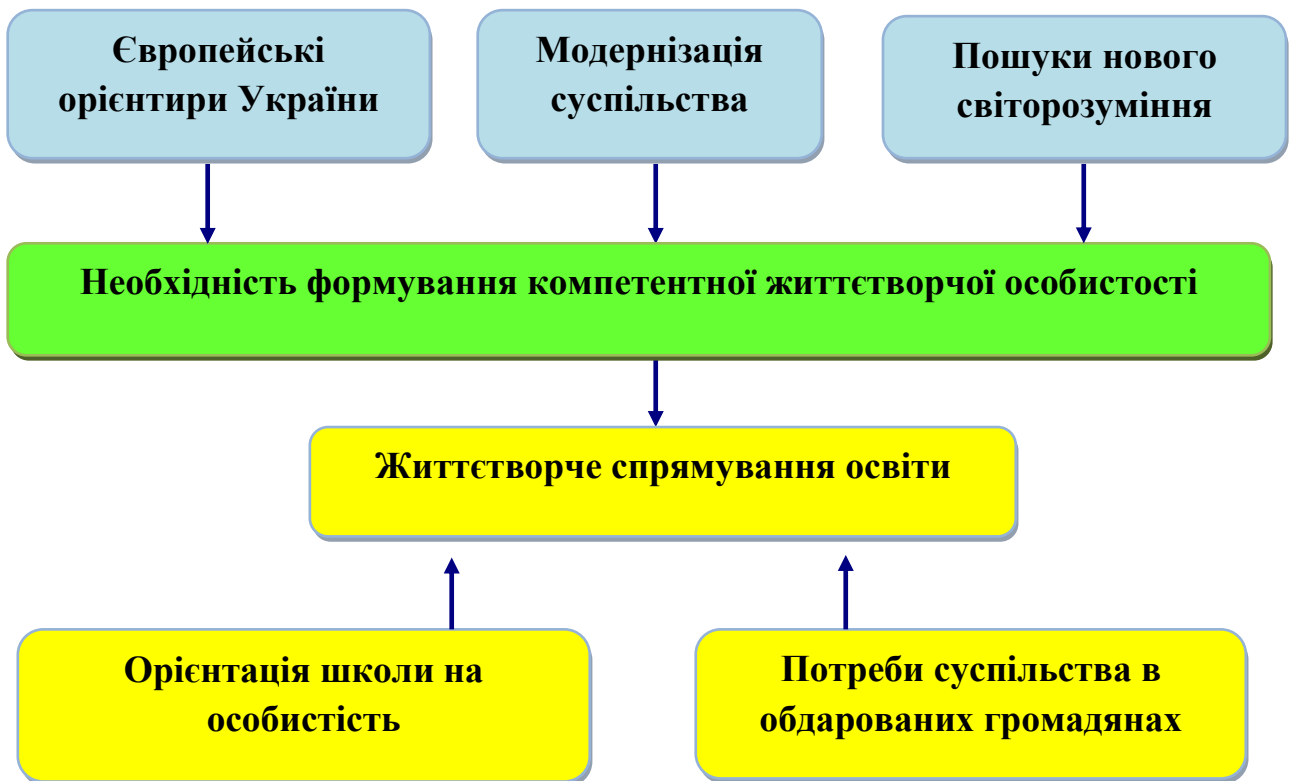 Європейські
орієнтири України
Модернізація
суспільства
Пошуки нового
світорозуміння
Необхідність формування компетентної життєтворчої особистості
Життєтворче спрямування освіти
Орієнтація школи на
особистість
Потреби суспільства в
обдарованих громадянах